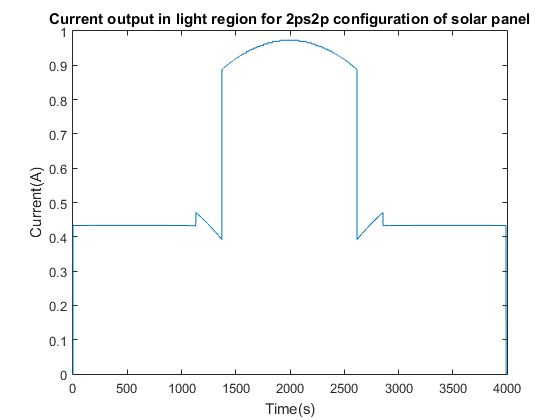 Current output in light region for 2ps2p configuration of solar panel
1
0.9
0.8
0.7
0.6
0.5
0.4
0.3
0.2
0.1
0
Current(A)
0 500 1000 1500 2000 2500 3000 3500 4000
Time(s)